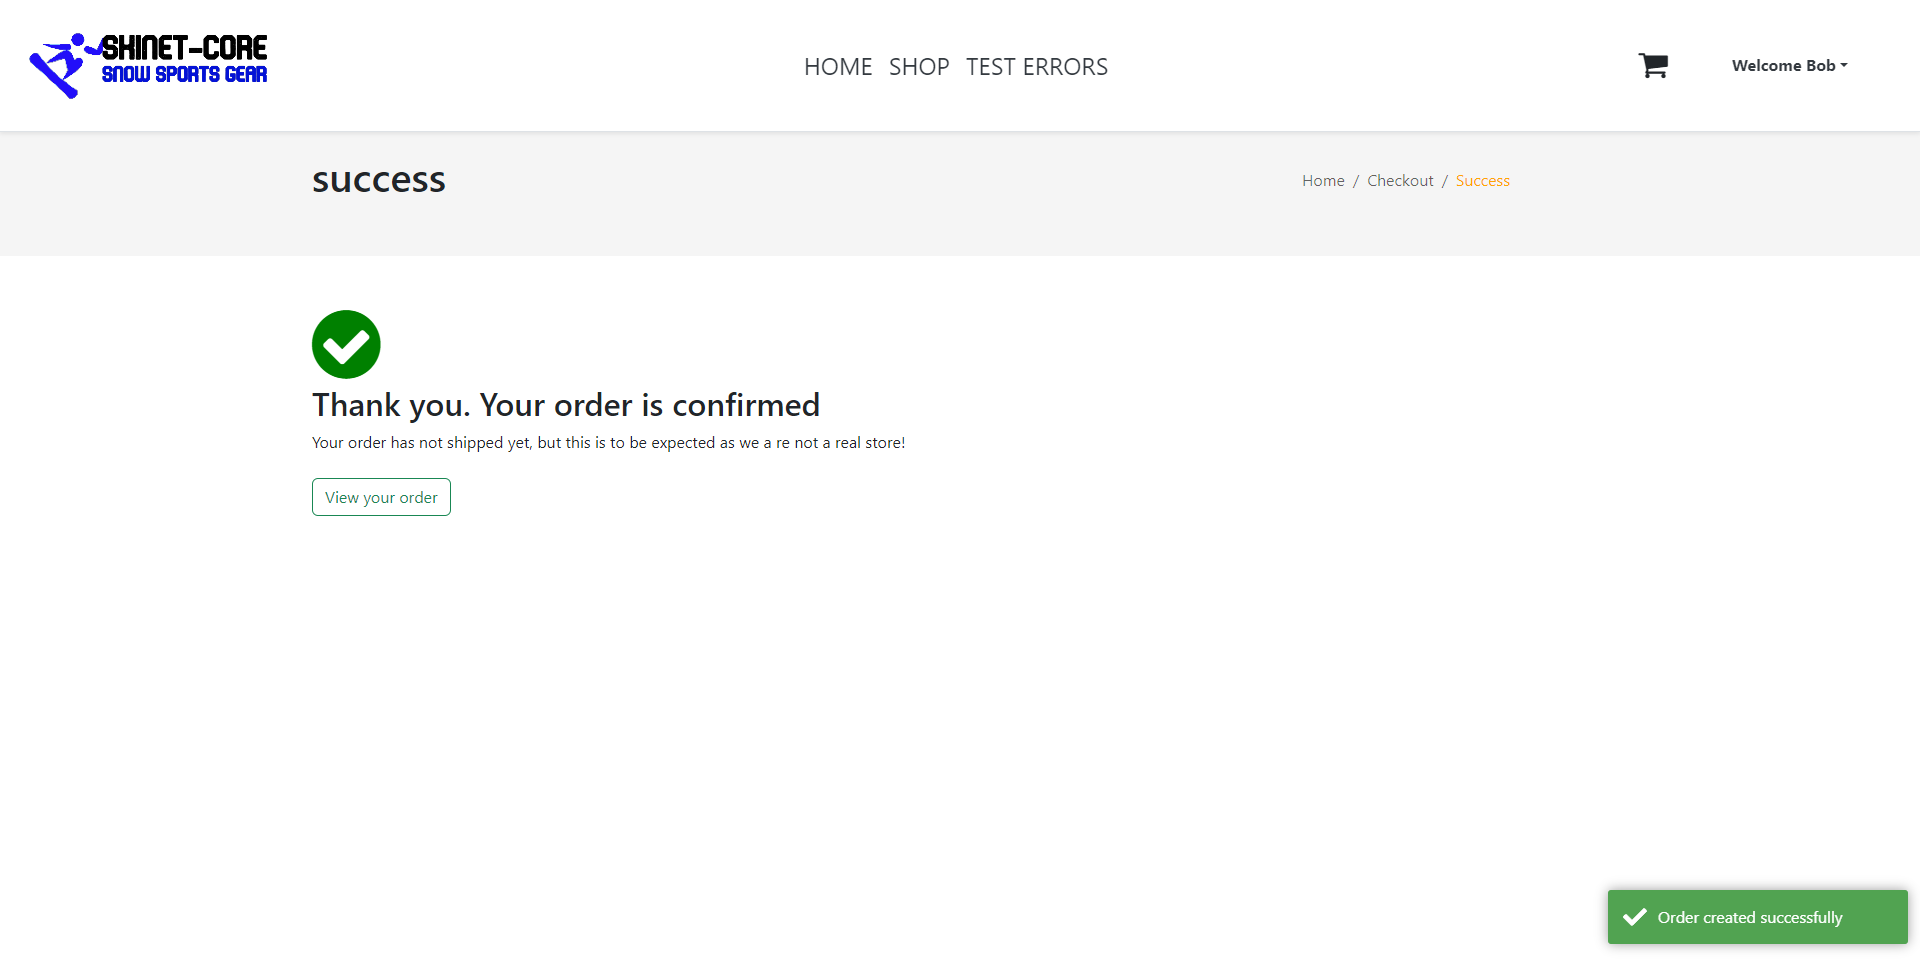 SKINET-CORE
SNOW SPORTS GEAR
HOME SHOP TEST ERRORS
Welcome Bob
success
Home / Checkout / Success
Thank you. Your order is confirmed
Your order has not shipped yet, but this is to be expected as we a re not a real store!
View your order
Order created successfully